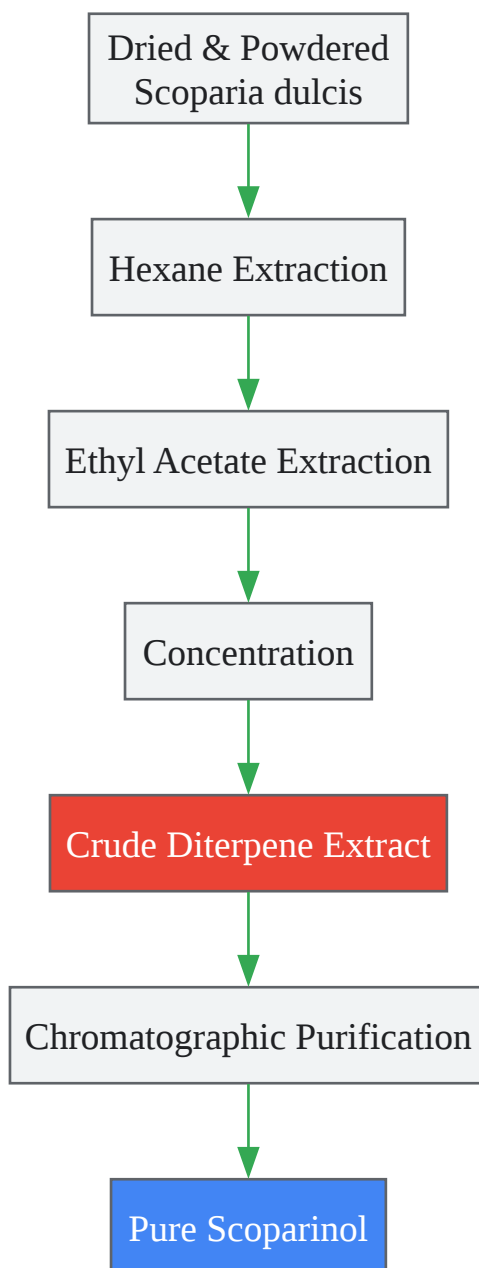 Dried & Powdered
Scoparia dulcis
Hexane Extraction
Ethyl Acetate Extraction
Concentration
Crude Diterpene Extract
Chromatographic Purification
Pure Scoparinol